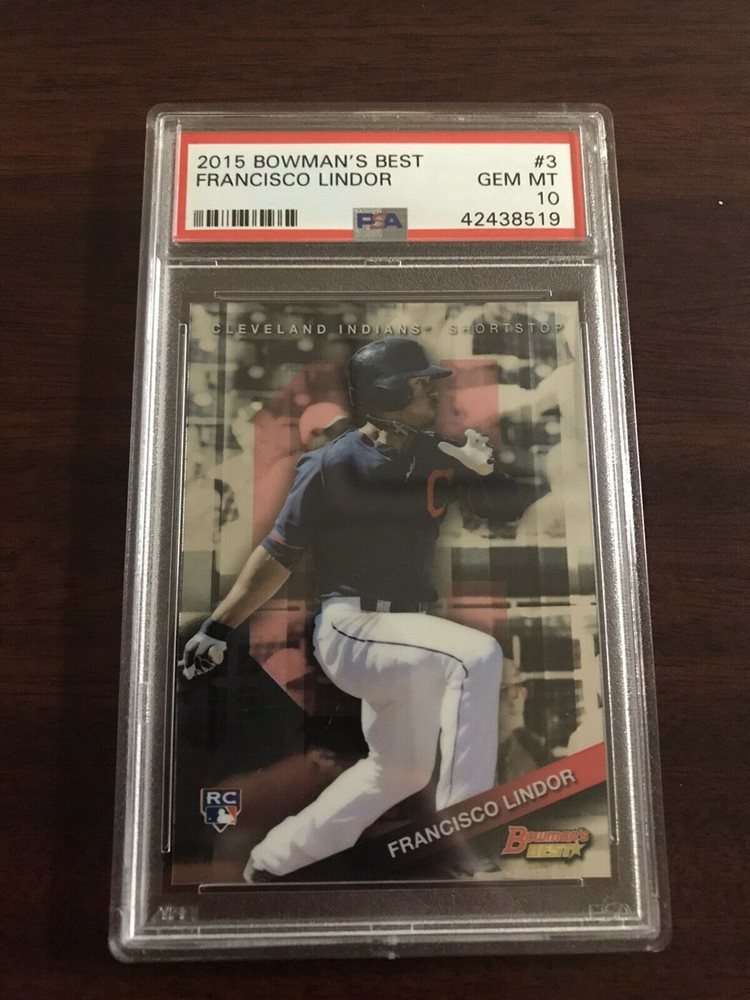 2015 BOWMAN'S BEST #3
FRANCISCO LINDOR GEM MT
10
PSA 42438519
CLEVELAND INDIANS SHORTSTOP
C
RC
FRANCISCO LINDOR
Bowman's
BEST